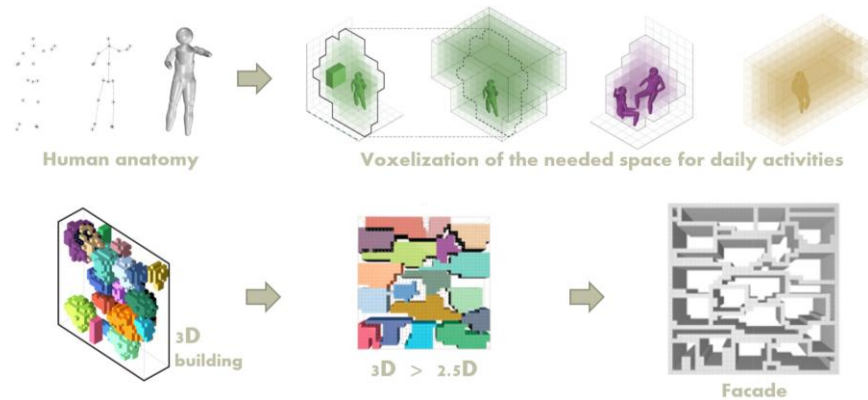 Human anatomy
Voxelization of the needed space for daily activities
3D
building
3D > 2.5D
Facade